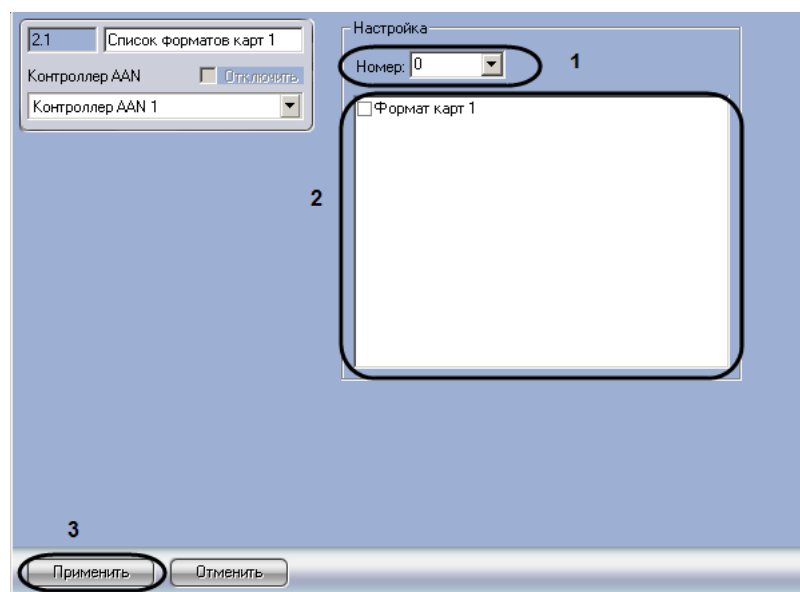 2.1 Список форматов карт 1
Контроллер AAN Отключить
Контроллер AAN 1
Настройка
Номер: 0 1
Формат карт 1
2
3
Применить Отменить